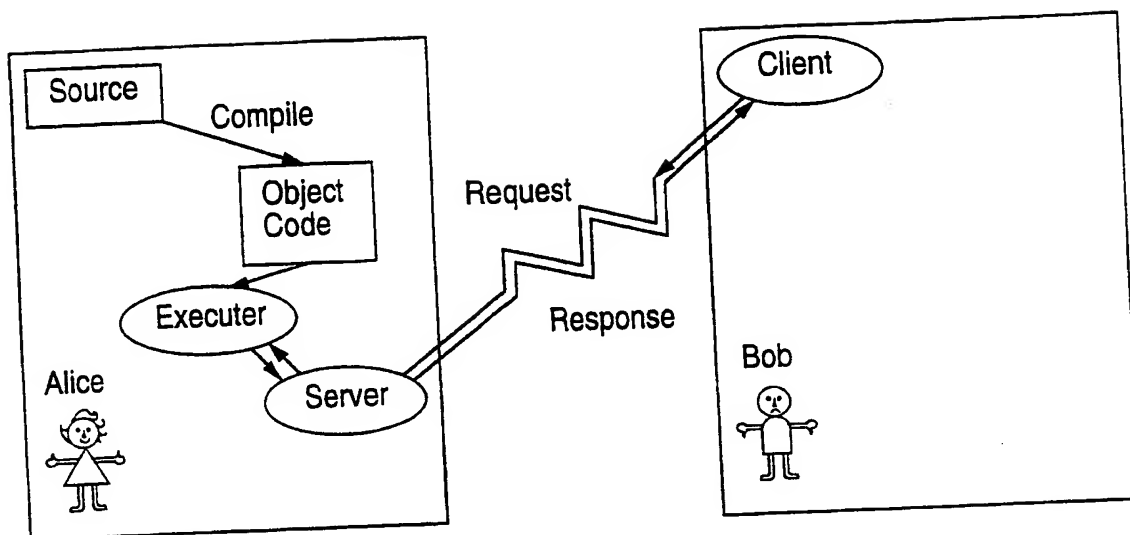 Source
Compile
Object
Code
Executer
Server
Alice
Request
Response
Client
Bob